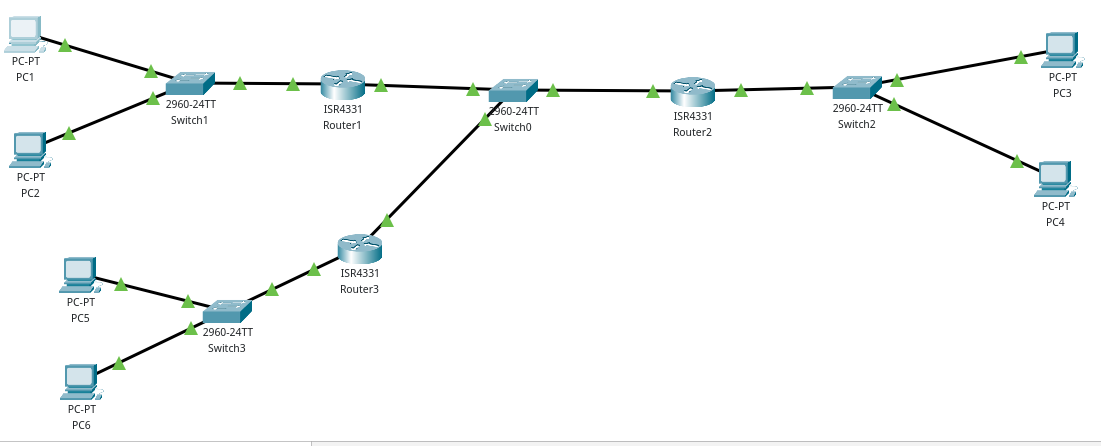 PC-PT
PC1
2960-24TT
Switch1
ISR4331
Router1
2960-24TT
Switch0
ISR4331
Router2
2960-24TT
Switch2
PC-PT
PC3
PC-PT
PC2
PC-PT
PC4
ISR4331
Router3
PC-PT
PC5
2960-24TT
Switch3
PC-PT
PC6